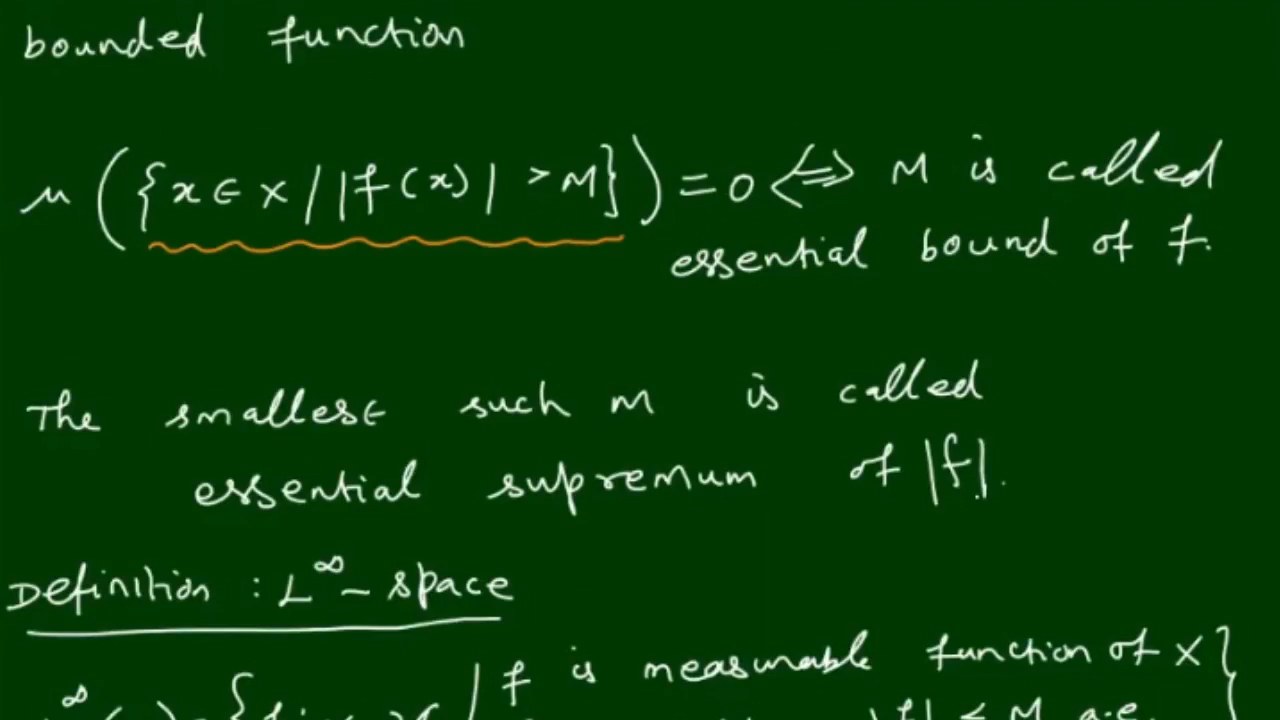 bounded function
μ ({x ∈ X / |f(x)| > M}) = 0 ⇔ M is called
essential bound of f.
The smallest such M is called
essential supremum of |f|.
Definition : L^∞ - space
f is measurable function of X }
|f| ≤ M a.e.